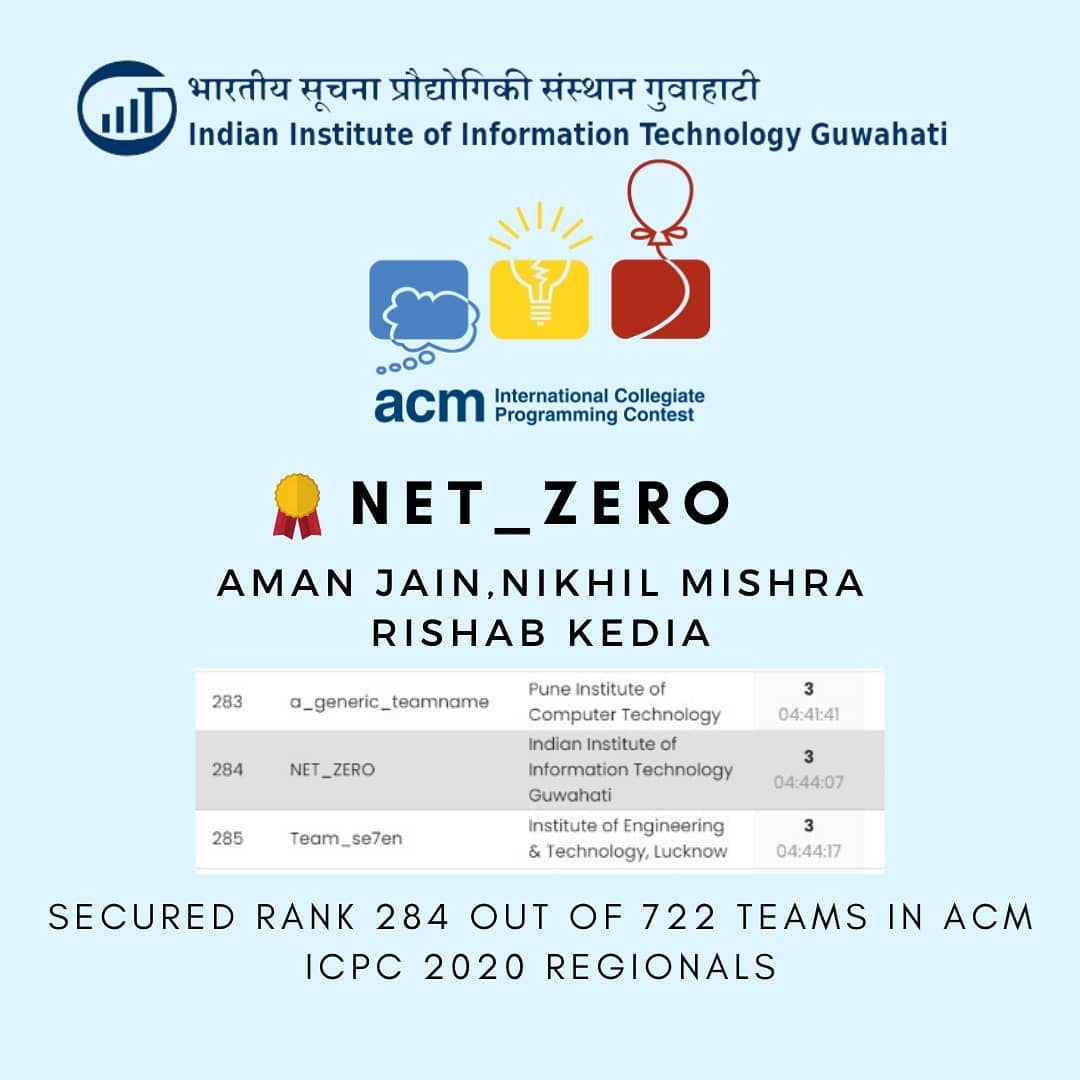 भारतीय सूचना प्रौद्योगिकी संस्थान गुवाहाटी
Indian Institute of Information Technology Guwahati
acm International Collegiate
Programming Contest
NET_ZERO
AMAN JAIN,NIKHIL MISHRA
RISHAB KEDIA
283 a_generic_teamname Pune Institute of
Computer Technology 3
04:41:41
284 NET_ZERO Indian Institute of
Information Technology
Guwahati 3
04:44:07
285 Team_se7en Institute of Engineering
& Technology, Lucknow 3
04:44:17
SECURED RANK 284 OUT OF 722 TEAMS IN ACM
ICPC 2020 REGIONALS